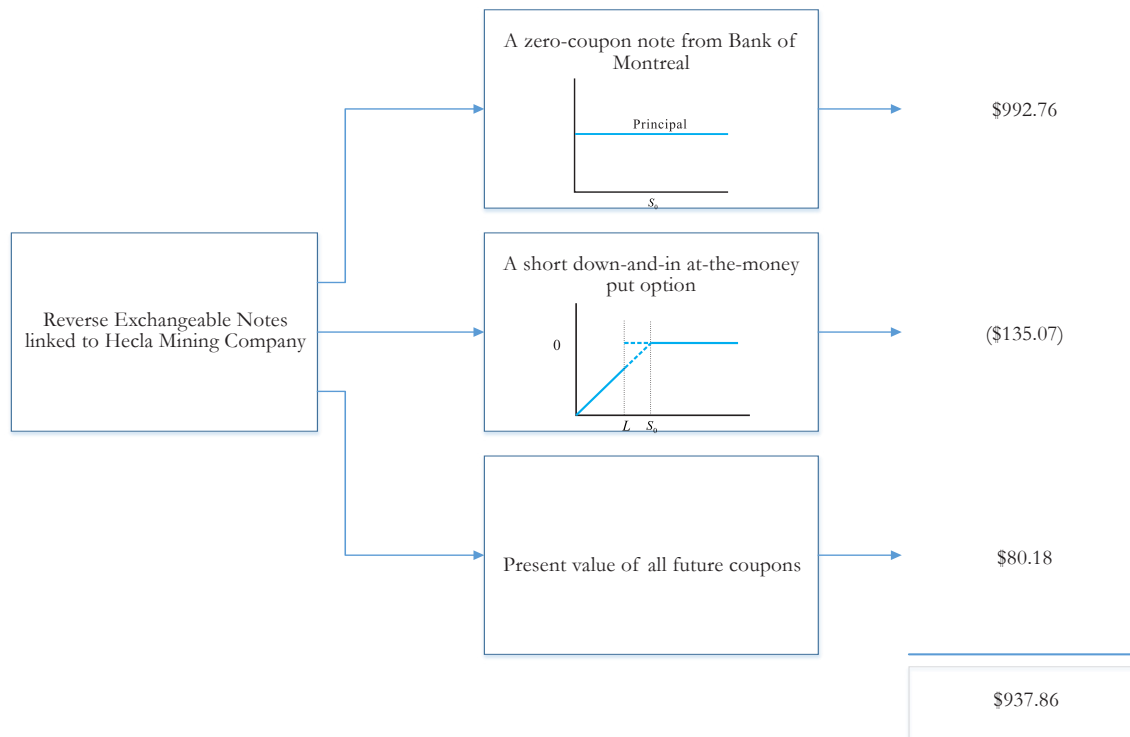 A zero-coupon note from Bank of
Montreal
Principal
S₀
$992.76
Reverse Exchangeable Notes
linked to Hecla Mining Company
A short down-and-in at-the-money
put option
0
L S₀
($135.07)
Present value of all future coupons
$80.18
$937.86